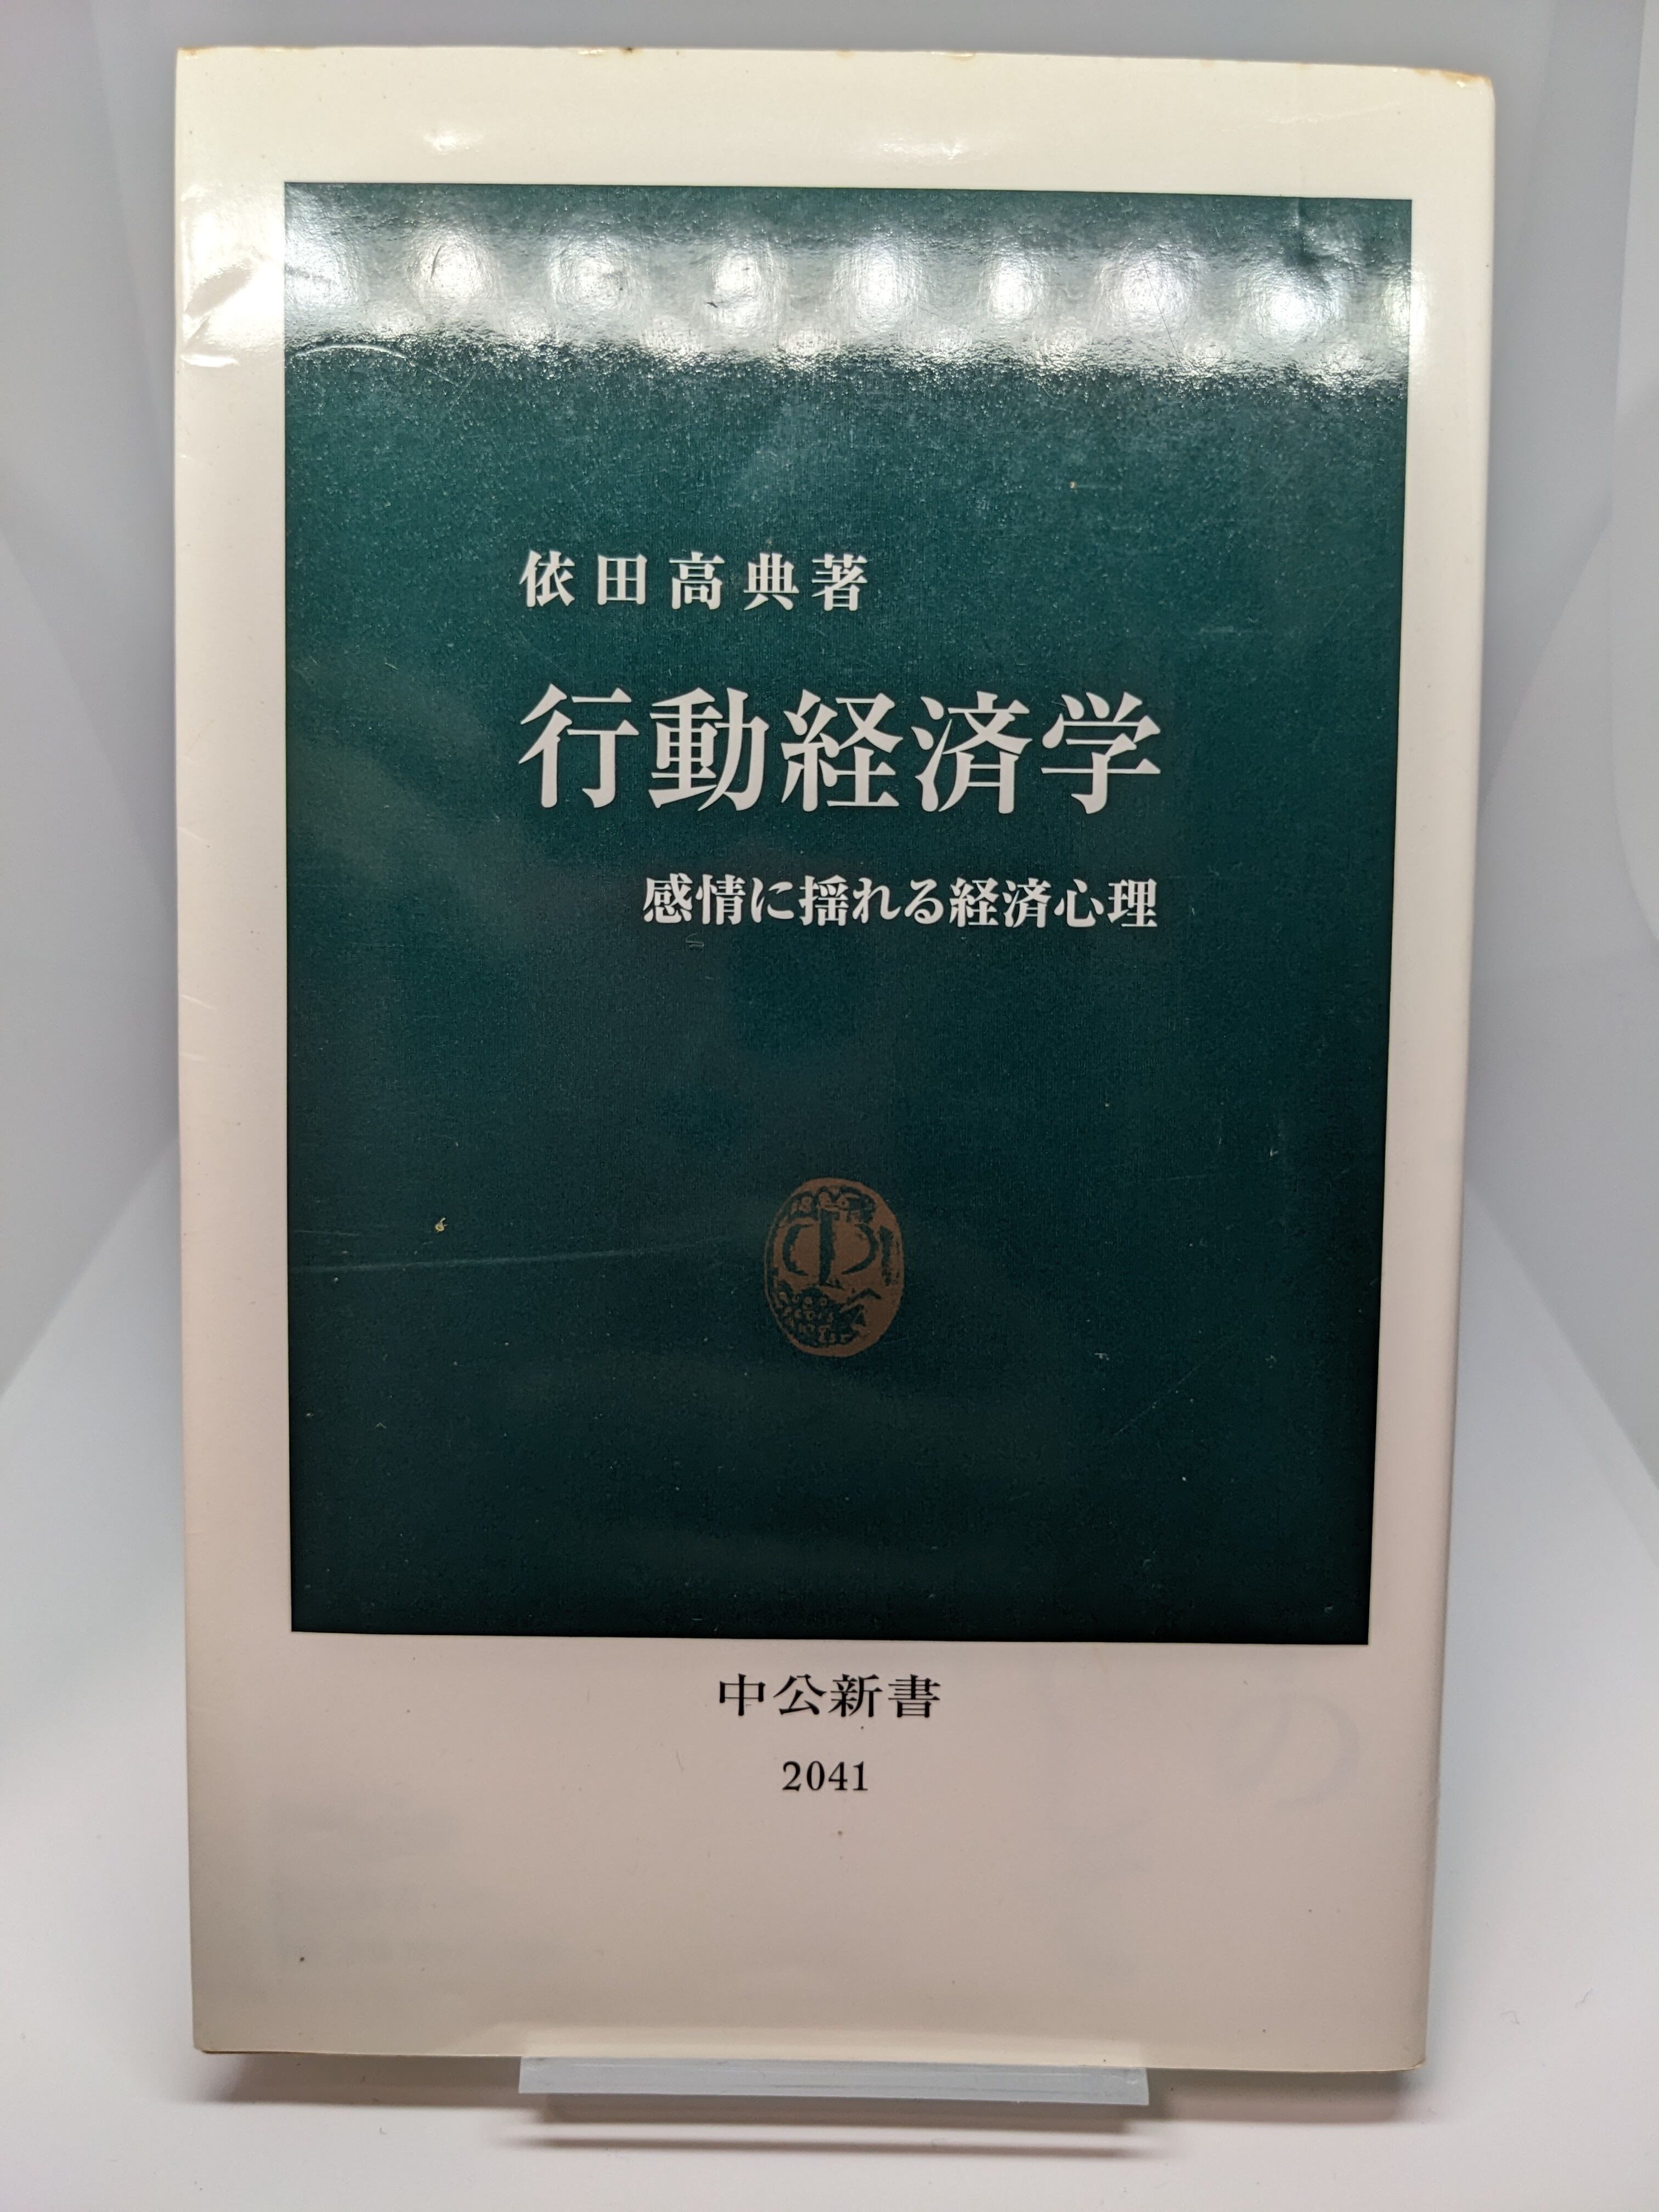 依田高典著
行動経済学
感情に揺れる経済心理
中公新書
2041